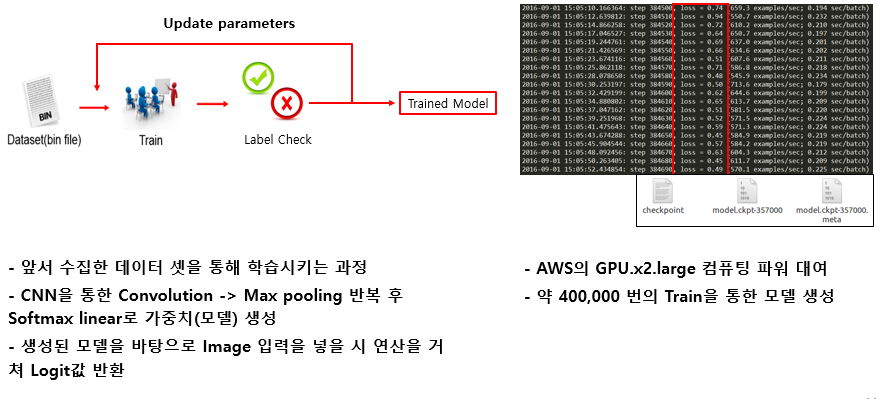 Update parameters
BIN
Dataset(bin file)
Train
Label Check
Trained Model
2016-09-01 15:05:10.166364: step 384500, loss = 0.74 (659.3 examples/sec; 0.194 sec/batch)
2016-09-01 15:05:12.639812: step 384510, loss = 0.94 (550.7 examples/sec; 0.232 sec/batch)
2016-09-01 15:05:14.866258: step 384520, loss = 0.72 (610.2 examples/sec; 0.210 sec/batch)
2016-09-01 15:05:17.046527: step 384530, loss = 0.64 (650.7 examples/sec; 0.197 sec/batch)
2016-09-01 15:05:19.244761: step 384540, loss = 0.69 (637.0 examples/sec; 0.201 sec/batch)
2016-09-01 15:05:21.426569: step 384550, loss = 0.66 (634.6 examples/sec; 0.202 sec/batch)
2016-09-01 15:05:23.674116: step 384560, loss = 0.51 (607.6 examples/sec; 0.211 sec/batch)
2016-09-01 15:05:25.862118: step 384570, loss = 0.71 (586.8 examples/sec; 0.218 sec/batch)
2016-09-01 15:05:28.078650: step 384580, loss = 0.48 (545.9 examples/sec; 0.234 sec/batch)
2016-09-01 15:05:30.253197: step 384590, loss = 0.50 (713.6 examples/sec; 0.179 sec/batch)
2016-09-01 15:05:32.429199: step 384600, loss = 0.62 (644.6 examples/sec; 0.199 sec/batch)
2016-09-01 15:05:34.880802: step 384610, loss = 0.65 (613.7 examples/sec; 0.209 sec/batch)
2016-09-01 15:05:37.047162: step 384620, loss = 0.51 (581.5 examples/sec; 0.220 sec/batch)
2016-09-01 15:05:39.251968: step 384630, loss = 0.52 (571.5 examples/sec; 0.224 sec/batch)
2016-09-01 15:05:41.475643: step 384640, loss = 0.59 (571.3 examples/sec; 0.224 sec/batch)
2016-09-01 15:05:43.674288: step 384650, loss = 0.45 (584.9 examples/sec; 0.219 sec/batch)
2016-09-01 15:05:45.904544: step 384660, loss = 0.57 (584.2 examples/sec; 0.219 sec/batch)
2016-09-01 15:05:48.092456: step 384670, loss = 0.63 (604.4 examples/sec; 0.212 sec/batch)
2016-09-01 15:05:50.263405: step 384680, loss = 0.45 (611.7 examples/sec; 0.209 sec/batch)
2016-09-01 15:05:52.434854: step 384690, loss = 0.49 (570.1 examples/sec; 0.225 sec/batch)
checkpoint
model.ckpt-357000
model.ckpt-357000.
meta
- 앞서 수집한 데이터 셋을 통해 학습시키는 과정
- CNN을 통한 Convolution -> Max pooling 반복 후
Softmax linear로 가중치(모델) 생성
- 생성된 모델을 바탕으로 Image 입력을 넣을 시 연산을 거
쳐 Logit값 반환
- AWS의 GPU.x2.large 컴퓨팅 파워 대여
- 약 400,000 번의 Train을 통한 모델 생성